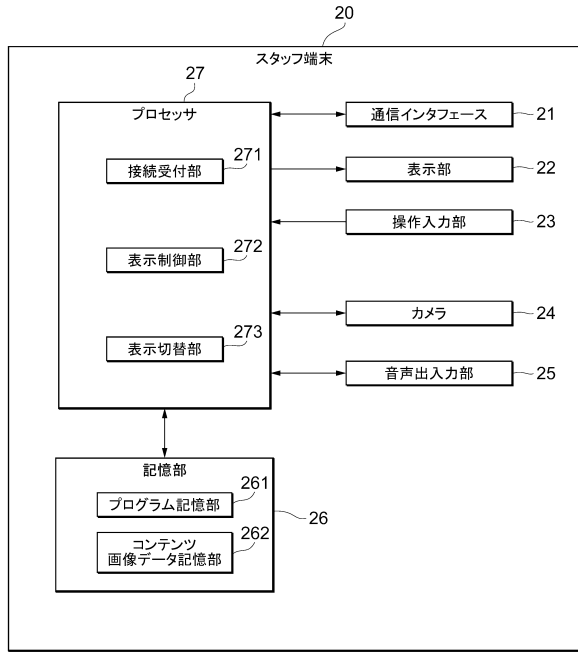 20
スタッフ端末
27
プロセッサ
通信インタフェース
21
接続受付部
271
表示部
22
操作入力部
23
表示制御部
272
カメラ
24
表示切替部
273
音声出入力部
25
記憶部
プログラム記憶部
261
26
コンテンツ
画像データ記憶部
262